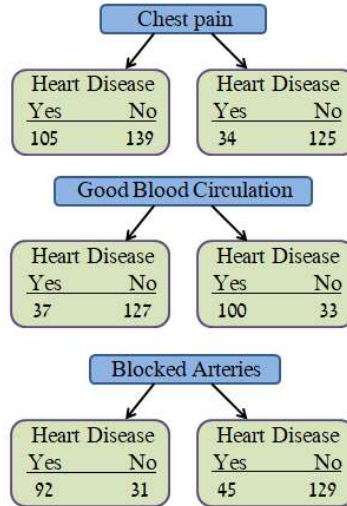 Chest pain
Heart Disease Heart Disease
Yes No Yes No
105 139 34 125
Good Blood Circulation
Heart Disease Heart Disease
Yes No Yes No
37 127 100 33
Blocked Arteries
Heart Disease Heart Disease
Yes No Yes No
92 31 45 129